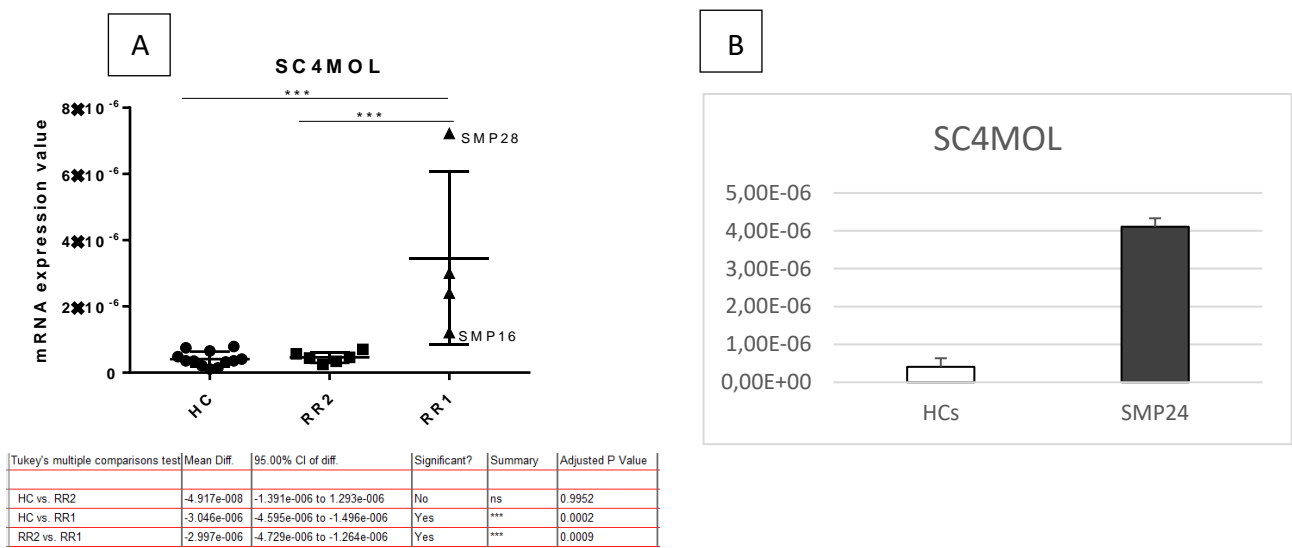 A
SC4MOL
***
***
mRNA expression value
8✖10 -6
6✖10 -6
4✖10 -6
2✖10 -6
0
SMP28
SMP16
HC
RR2
RR1
Tukey's multiple comparisons test Mean Diff. 95.00% CI of diff. Significant? Summary Adjusted P Value
HC vs. RR2 -4.917e-008 -1.391e-006 to 1.293e-006 No ns 0.9952
HC vs. RR1 -3.046e-006 -4.595e-006 to -1.496e-006 Yes *** 0.0002
RR2 vs. RR1 -2.997e-006 -4.729e-006 to -1.264e-006 Yes *** 0.0009
B
SC4MOL
5,00E-06
4,00E-06
3,00E-06
2,00E-06
1,00E-06
0,00E+00
HCs
SMP24